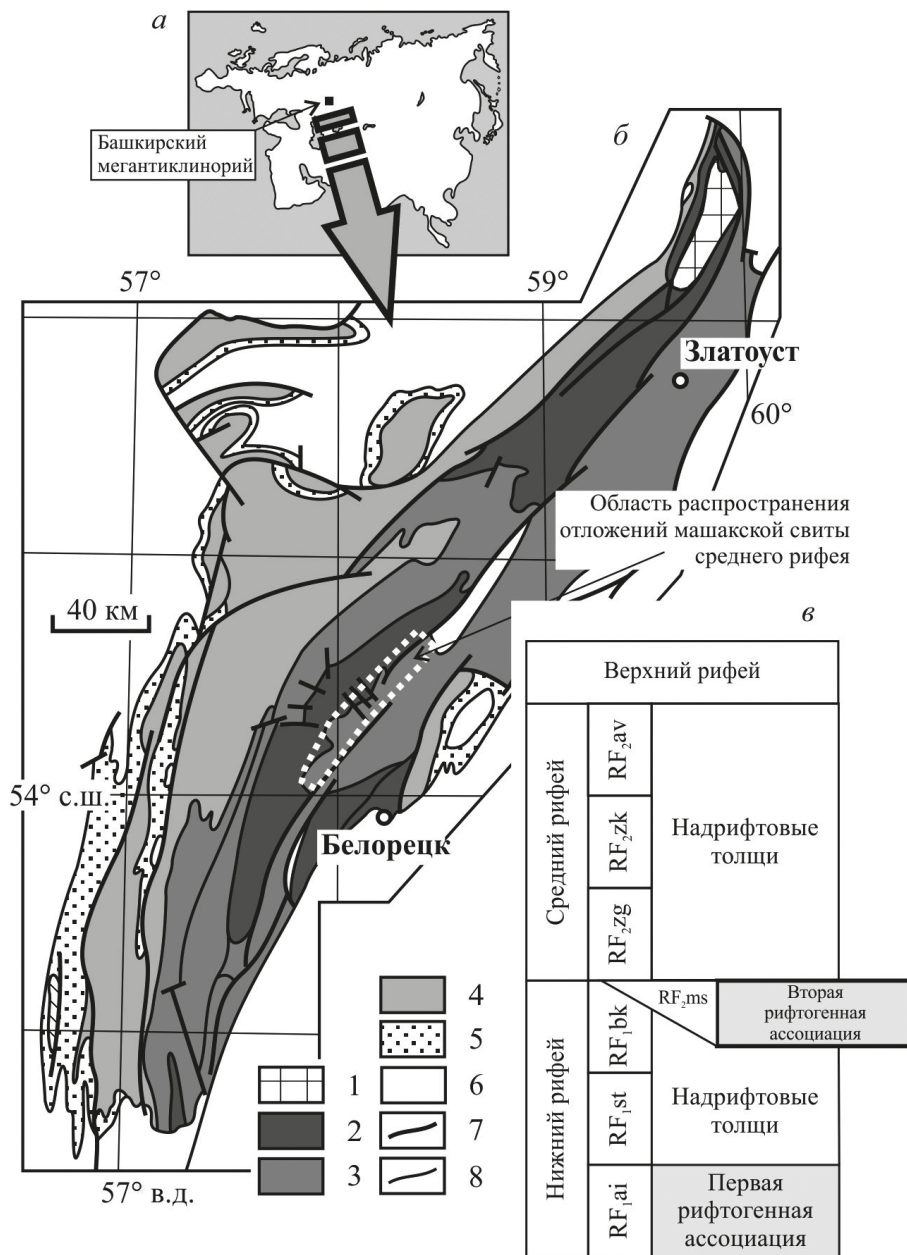 а
Башкирский
мегантиклинорий
б
57°
59°
Златоуст
60°
Область распространения
отложений машакской свиты
среднего рифея
40 км
54° с.ш.
Белорецк
57° в.д.
1
2
3
4
5
6
7
8
в
Верхний рифей
Средний рифей
RF₂av
RF₂zk
RF₂zg
Надрифтовые
толщи
RF₂ms
Вторая
рифтогенная
ассоциация
Нижний рифей
RF₁bk
RF₁st
RF₁ai
Надрифтовые
толщи
Первая
рифтогенная
ассоциация